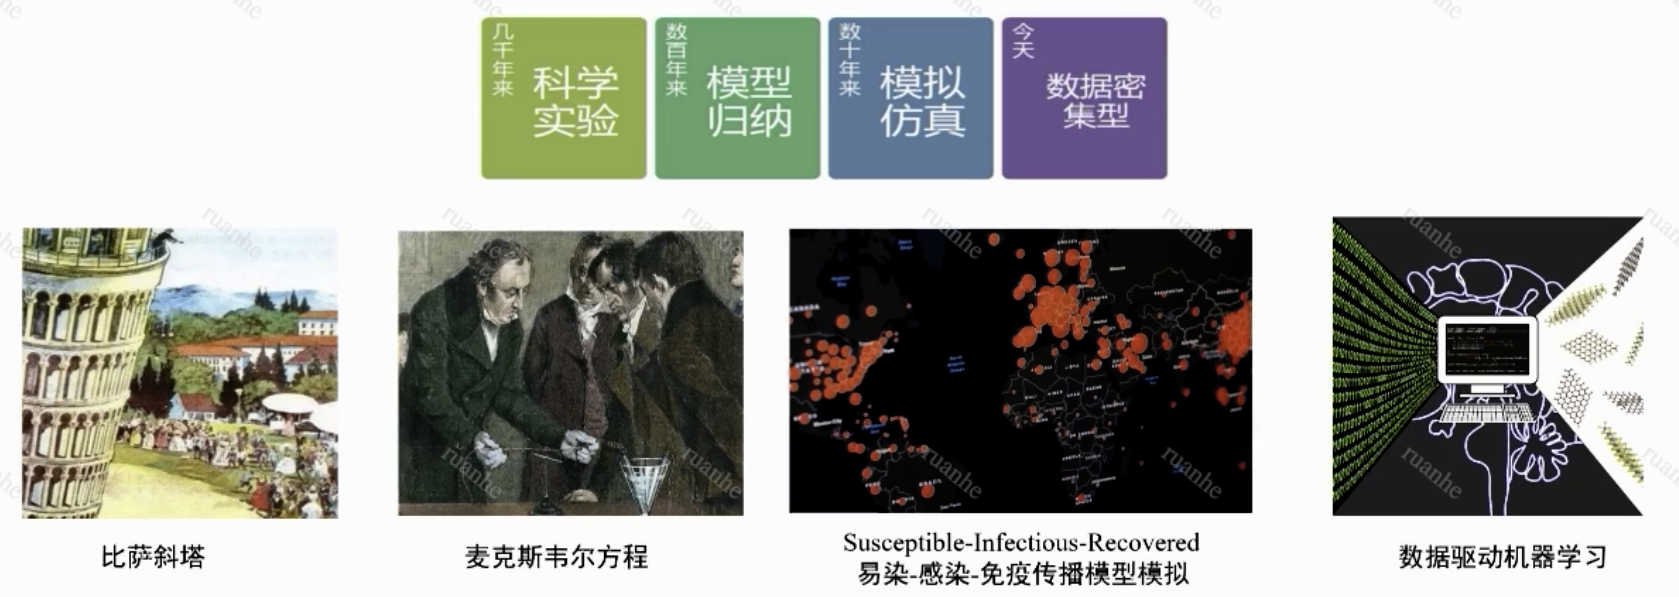 几千年来
科学
实验
数百年来
模型
归纳
数十年来
模拟
仿真
今天
数据密
集型
比萨斜塔
麦克斯韦尔方程
Susceptible-Infectious-Recovered
易染-感染-免疫传播模型模拟
数据驱动机器学习
ruanhe